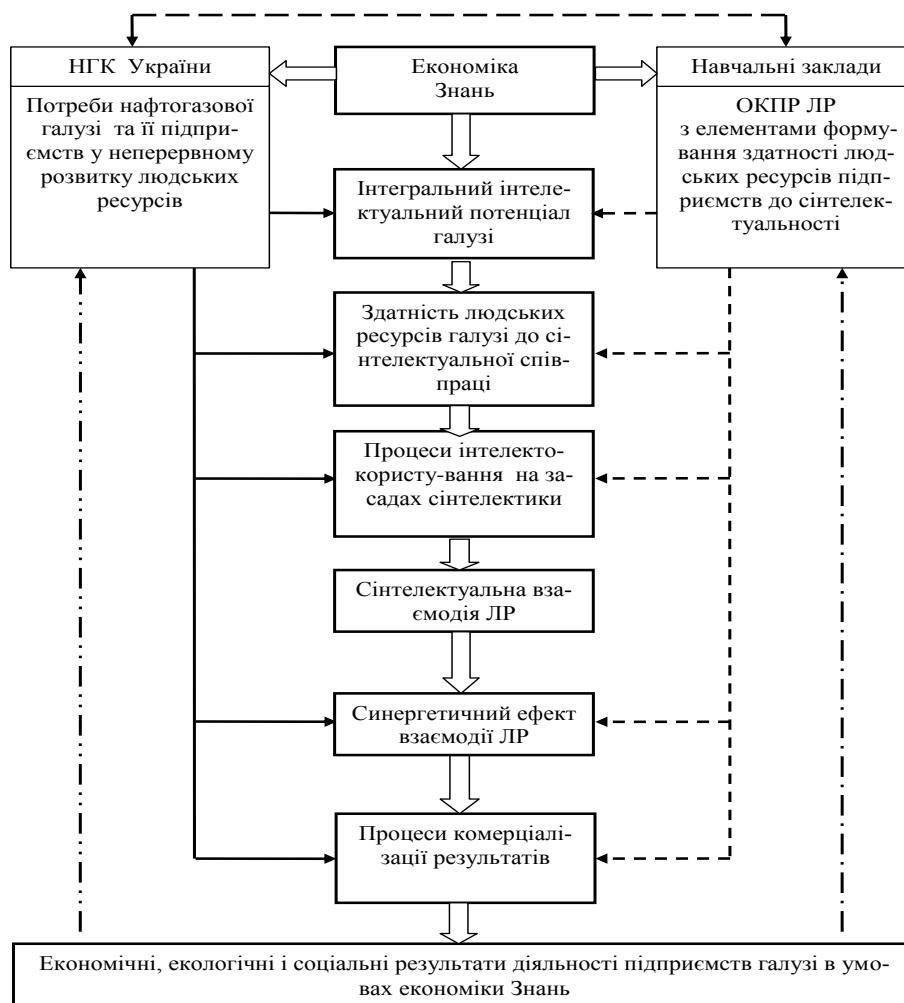 НГК України
Потреби нафтогазової
галузі та її підпри-
ємств у неперервному
розвитку людських
ресурсів
Економіка
Знань
Навчальні заклади
ОКПР ЛР
з елементами форму-
вання здатності люд-
ських ресурсів підп-
риємств до сінтелек-
туальності
Інтегральний інтеле-
ктуальний потенціал
галузі
Здатність людських
ресурсів галузі до сі-
нтелектуальної спів-
праці
Процеси інтелекто-
користу-вання на за-
садах сінтелектики
Сінтелектуальна вза-
ємодія ЛР
Синергетичний ефект
взаємодії ЛР
Процеси комерціалі-
зації результатів
Економічні, екологічні і соціальні результати діяльності підприємств галузі в умо-
вах економіки Знань